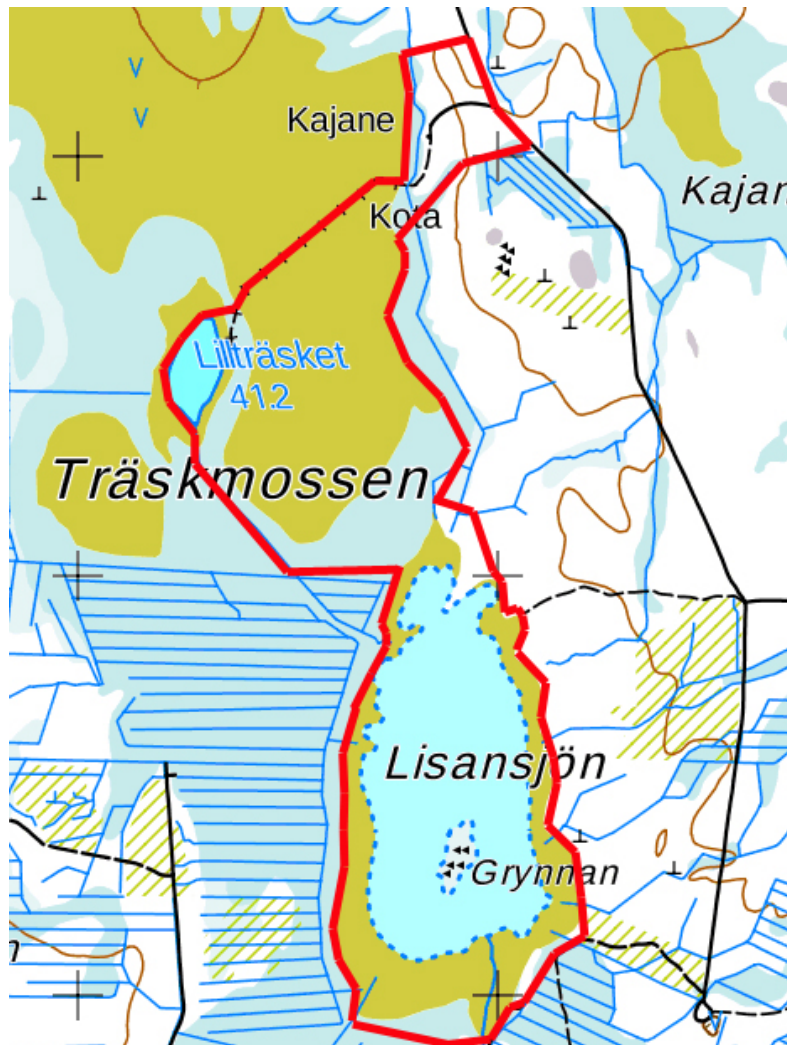 Kajane
Kajan
Kota
Lillträsket
41.2
Träskmossen
Lisansjön
Grynnan
n